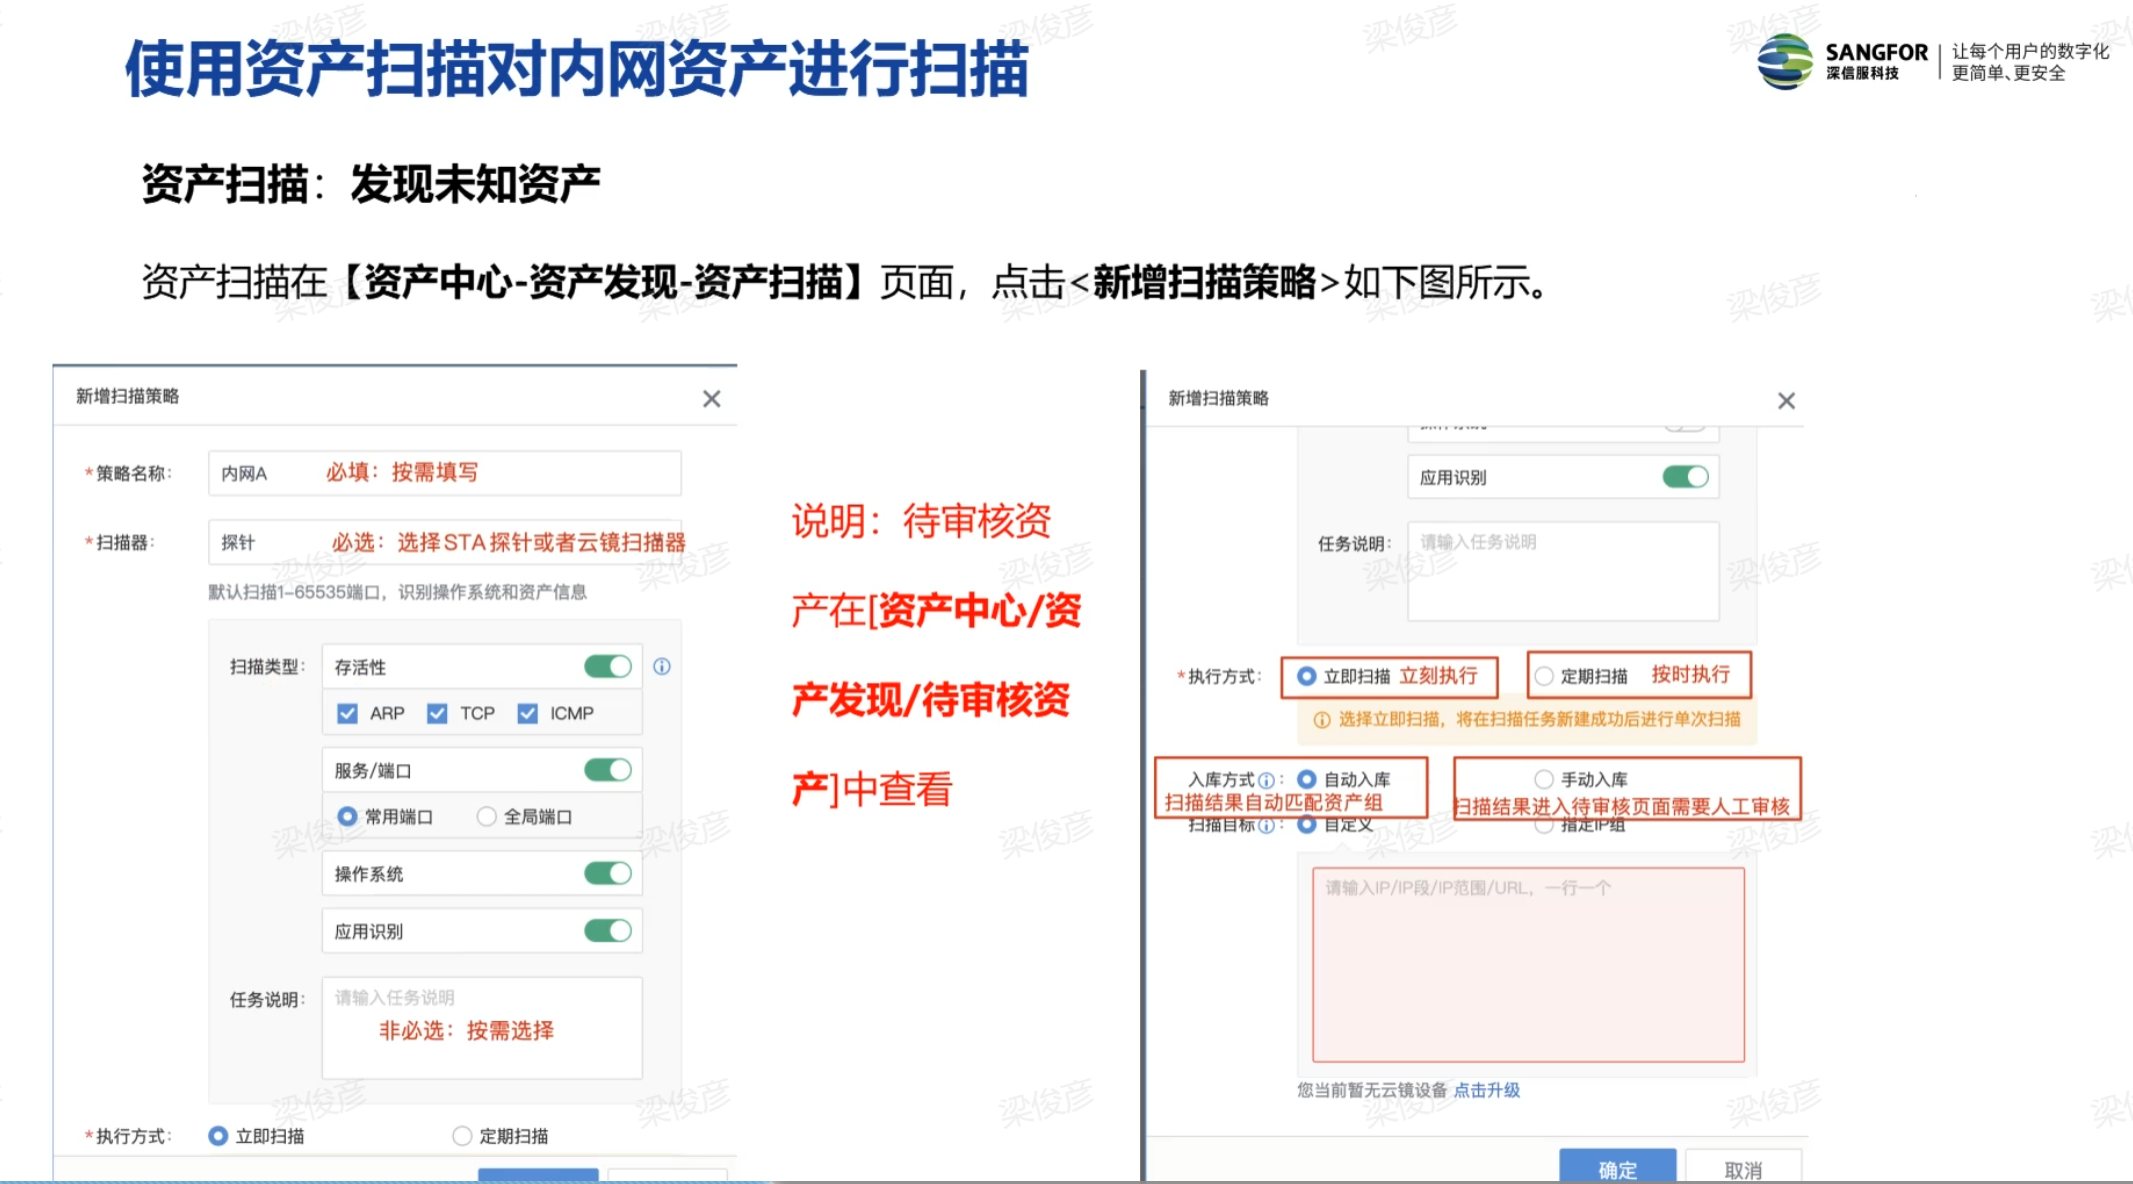 使用资产扫描对内网资产进行扫描
SANGFOR
深信服科技
让每个用户的数字化
更简单、更安全
资产扫描：发现未知资产
资产扫描在【资产中心-资产发现-资产扫描】页面，点击<新增扫描策略>如下图所示。
新增扫描策略
*策略名称： 内网A 必填：按需填写
*扫描器： 探针 必选：选择STA探针或者云镜扫描器
默认扫描1-65535端口，识别操作系统和资产信息
扫描类型： 存活性
ARP TCP ICMP
服务/端口
常用端口 全局端口
操作系统
应用识别
任务说明： 请输入任务说明
非必选：按需选择
*执行方式： 立即扫描 定期扫描
说明：待审核资
产在[资产中心/资
产发现/待审核资
产]中查看
新增扫描策略
操作系统
应用识别
任务说明： 请输入任务说明
*执行方式： 立即扫描 立刻执行 定期扫描 按时执行
选择立即扫描，将在扫描任务新建成功后进行单次扫描
入库方式： 自动入库 手动入库
扫描结果自动匹配资产组 扫描结果进入待审核页面需要人工审核
扫描目标： 自定义 指定IP组
请输入IP/IP段/IP范围/URL，一行一个
您当前暂无云镜设备 点击升级
确定 取消
梁俊彦